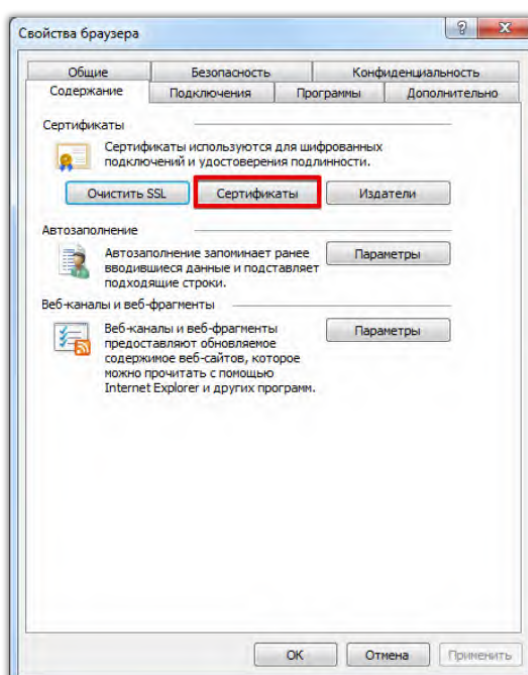 Свойства браузера
Общие Безопасность Конфиденциальность
Содержание Подключения Программы Дополнительно
Сертификаты
Сертификаты используются для шифрованных
подключений и удостоверения подлинности.
Очистить SSL Сертификаты Издатели
Автозаполнение
Автозаполнение запоминает ранее
вводившиеся данные и подставляет
подходящие строки.
Параметры
Веб-каналы и веб-фрагменты
Веб-каналы и веб-фрагменты
предоставляют обновляемое
содержимое веб-сайтов, которое
можно прочитать с помощью
Internet Explorer и других программ.
Параметры
ОК Отмена Применить